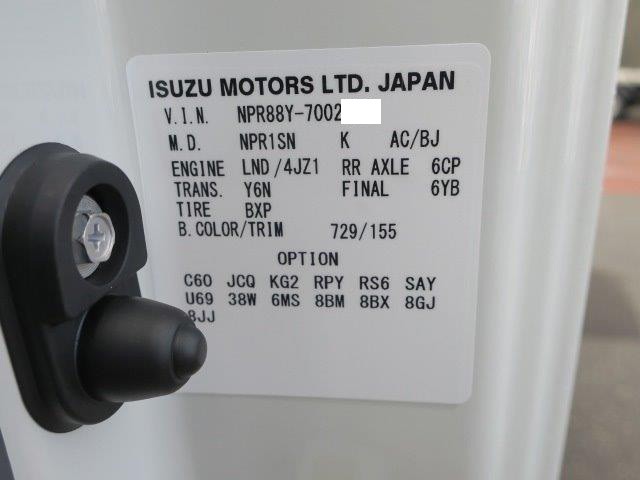 ISUZU MOTORS LTD. JAPAN
V.I.N. NPR88Y-7002
M.D. NPR1SN K AC/BJ
ENGINE LND/4JZ1 RR AXLE 6CP
TRANS. Y6N FINAL 6YB
TIRE BXP
B.COLOR/TRIM 729/155
OPTION
C60 JCQ KG2 RPY RS6 SAY
U69 38W 6MS 8BM 8BX 8GJ
8JJ